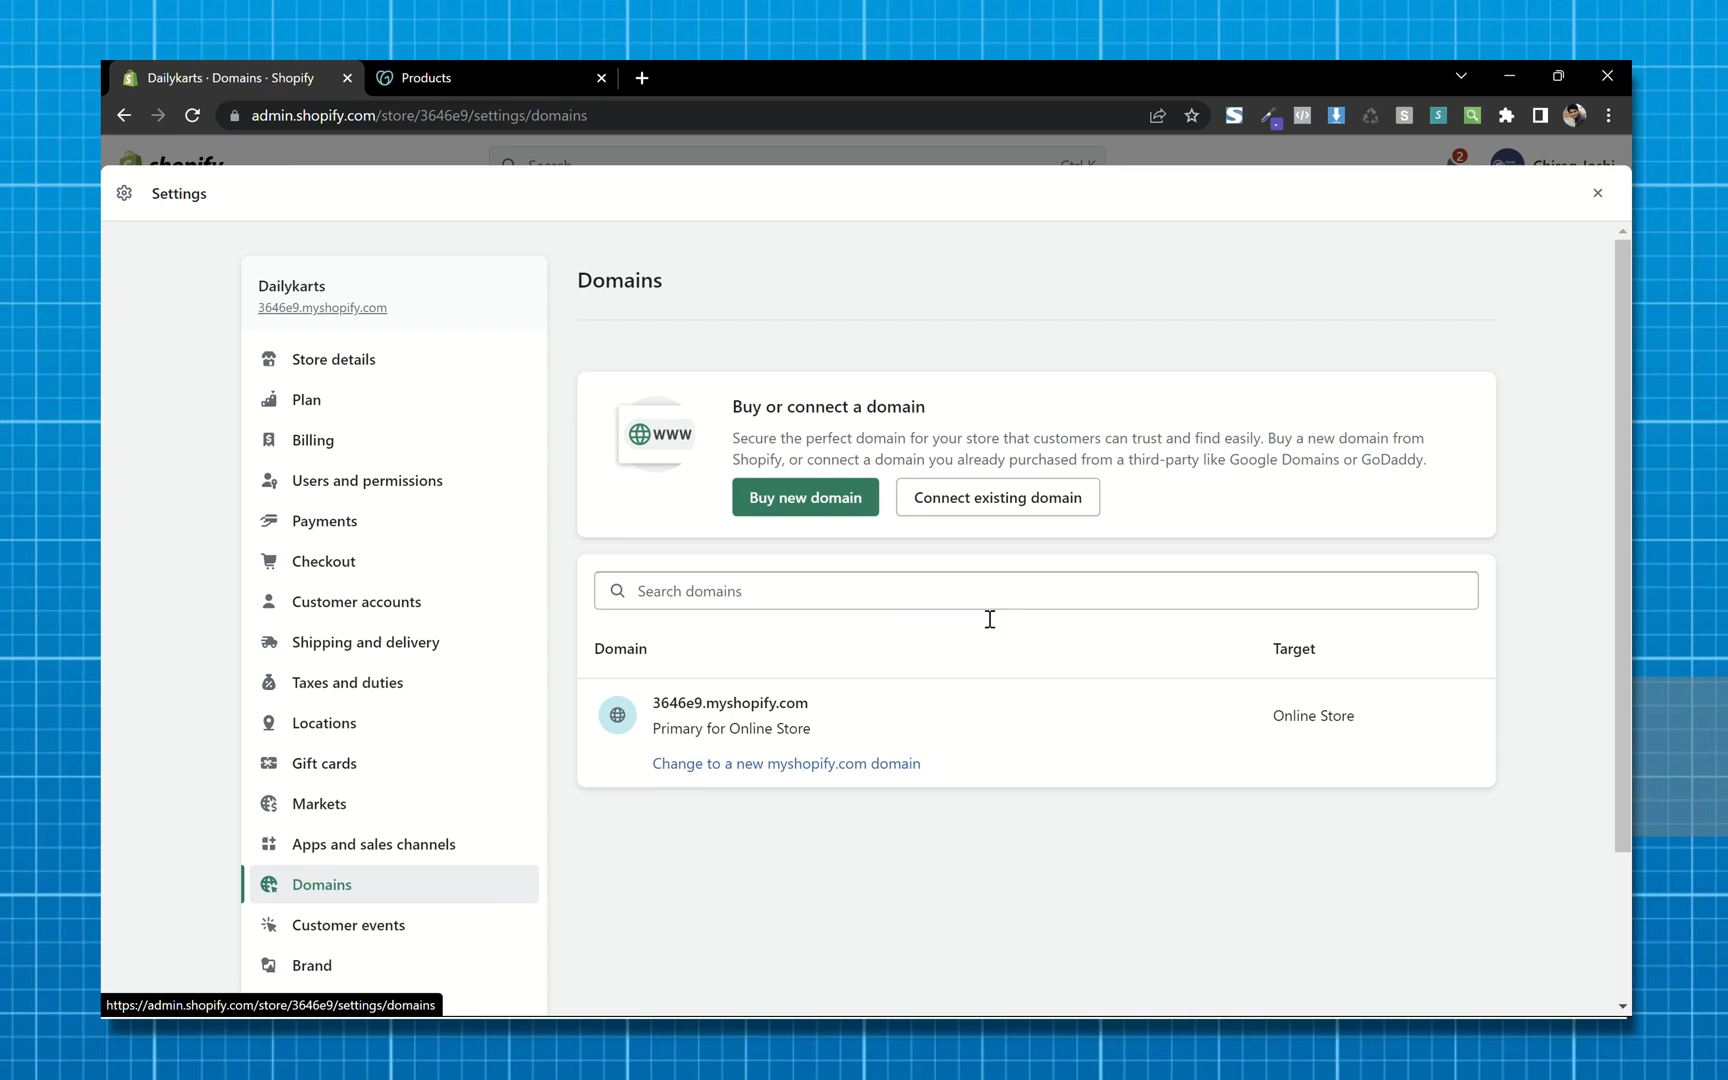 Dailykarts · Domains · Shopify
Products
admin.shopify.com/store/3646e9/settings/domains
shopify
Search
Ctrl K
2
Chirag Joshi
Settings
Dailykarts
3646e9.myshopify.com
Store details
Plan
Billing
Users and permissions
Payments
Checkout
Customer accounts
Shipping and delivery
Taxes and duties
Locations
Gift cards
Markets
Apps and sales channels
Domains
Customer events
Brand
https://admin.shopify.com/store/3646e9/settings/domains
Domains
www
Buy or connect a domain
Secure the perfect domain for your store that customers can trust and find easily. Buy a new domain from
Shopify, or connect a domain you already purchased from a third-party like Google Domains or GoDaddy.
Buy new domain
Connect existing domain
Search domains
Domain
Target
3646e9.myshopify.com
Primary for Online Store
Online Store
Change to a new myshopify.com domain